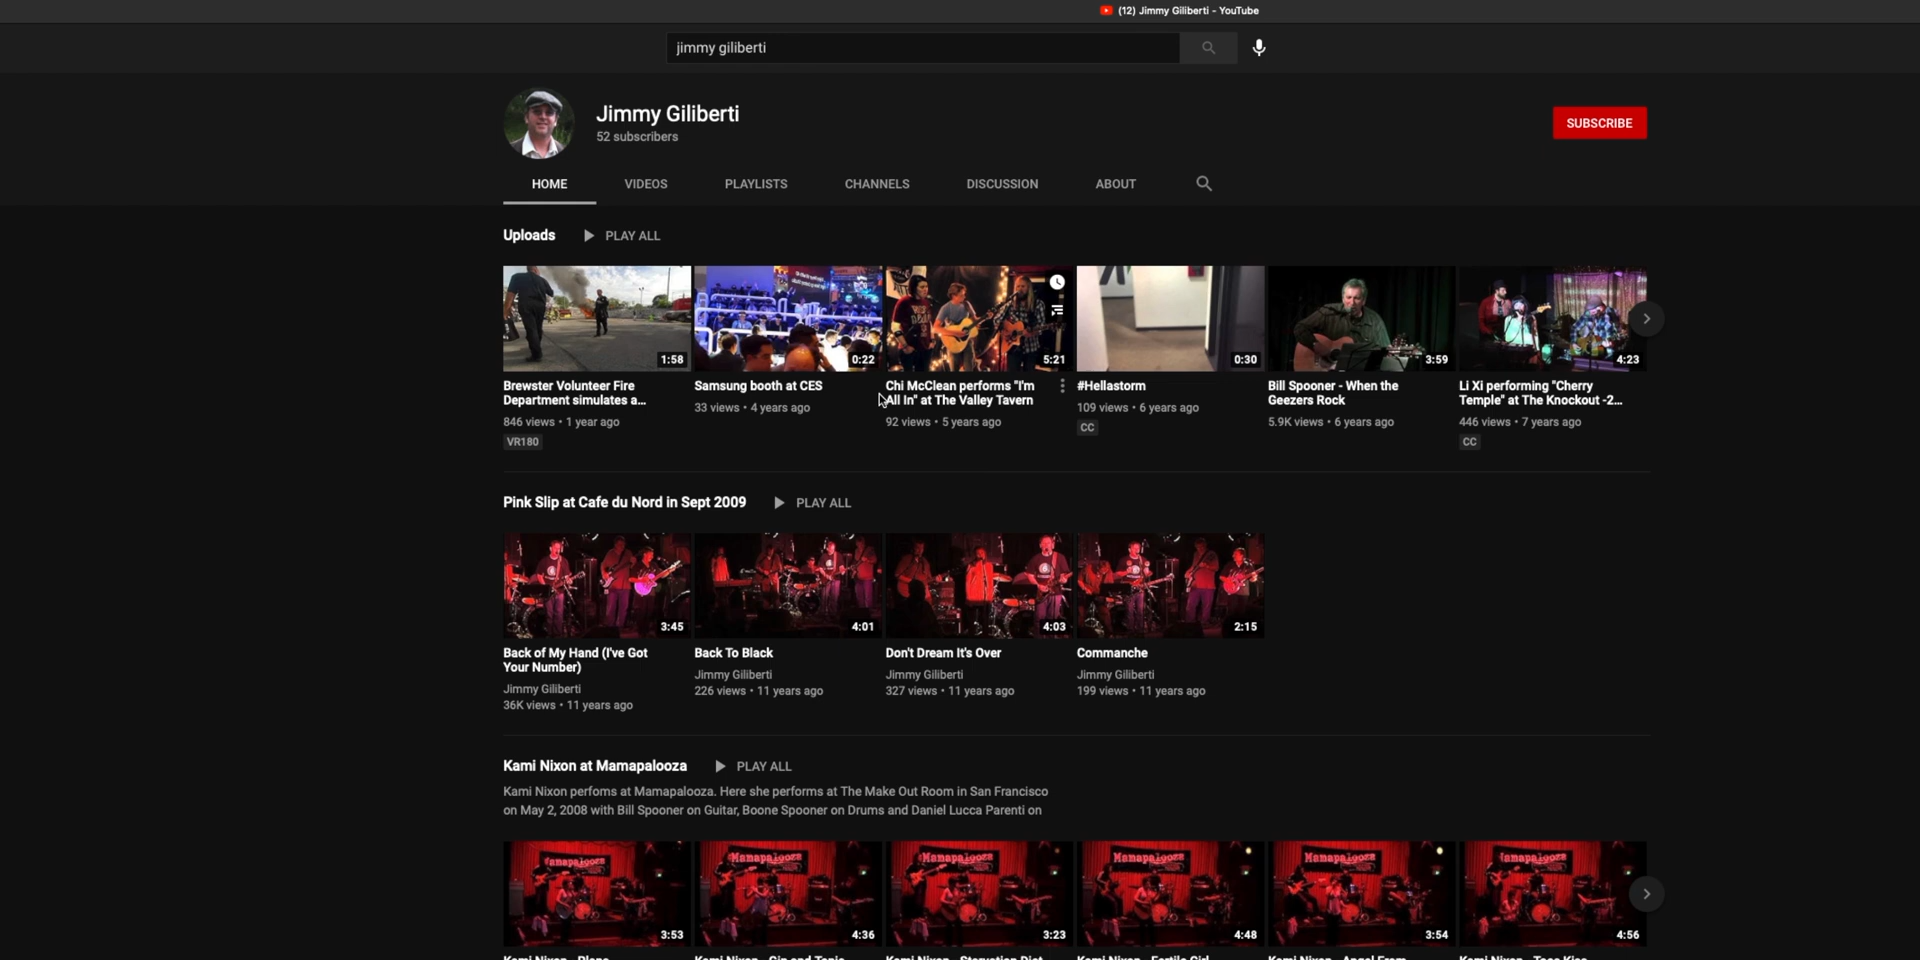 (12) Jimmy Giliberti - YouTube
jimmy giliberti
Jimmy Giliberti
52 subscribers
SUBSCRIBE
HOME VIDEOS PLAYLISTS CHANNELS DISCUSSION ABOUT
Uploads PLAY ALL
1:58 0:22 5:21 0:30 3:59 4:23
Brewster Volunteer Fire
Department simulates a...
846 views • 1 year ago
VR180
Samsung booth at CES
33 views • 4 years ago
Chi McClean performs "I'm
All In" at The Valley Tavern
92 views • 5 years ago
#Hellastorm
109 views • 6 years ago
CC
Bill Spooner - When the
Geezers Rock
5.9K views • 6 years ago
Li Xi performing "Cherry
Temple" at The Knockout -2...
446 views • 7 years ago
CC
Pink Slip at Cafe du Nord in Sept 2009 PLAY ALL
3:45 4:01 4:03 2:15
Back of My Hand (I've Got
Your Number)
Jimmy Giliberti
36K views • 11 years ago
Back To Black
Jimmy Giliberti
226 views • 11 years ago
Don't Dream It's Over
Jimmy Giliberti
327 views • 11 years ago
Commanche
Jimmy Giliberti
199 views • 11 years ago
Kami Nixon at Mamapalooza PLAY ALL
Kami Nixon perfoms at Mamapalooza. Here she performs at The Make Out Room in San Francisco
on May 2, 2008 with Bill Spooner on Guitar, Boone Spooner on Drums and Daniel Lucca Parenti on
Mamapalooza Mamapalooza Mamapalooza Mamapalooza Mamapalooza
3:53 4:36 3:23 4:48 3:54 4:56